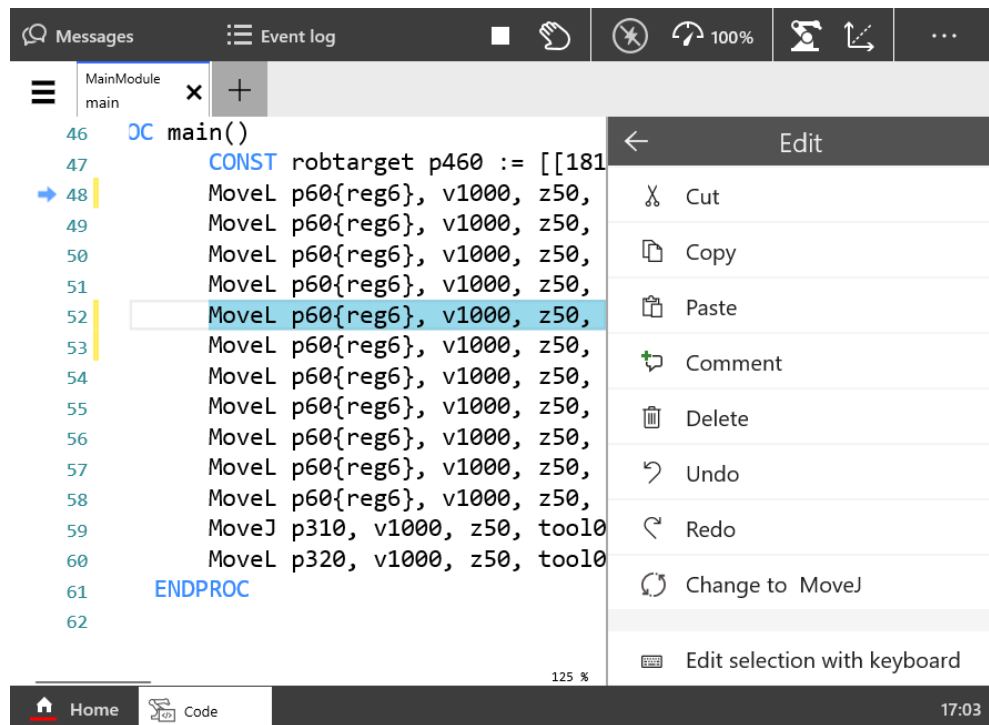 Messages
Event log
100%
...
MainModule
main
46 OC main()
47 CONST robtarget p460 := [[181
48 MoveL p60{reg6}, v1000, z50,
49 MoveL p60{reg6}, v1000, z50,
50 MoveL p60{reg6}, v1000, z50,
51 MoveL p60{reg6}, v1000, z50,
52 MoveL p60{reg6}, v1000, z50,
53 MoveL p60{reg6}, v1000, z50,
54 MoveL p60{reg6}, v1000, z50,
55 MoveL p60{reg6}, v1000, z50,
56 MoveL p60{reg6}, v1000, z50,
57 MoveL p60{reg6}, v1000, z50,
58 MoveL p60{reg6}, v1000, z50,
59 MoveJ p310, v1000, z50, tool0
60 MoveL p320, v1000, z50, tool0
61 ENDPROC
62
125 %
Edit
Cut
Copy
Paste
Comment
Delete
Undo
Redo
Change to MoveJ
Edit selection with keyboard
Home
Code
17:03